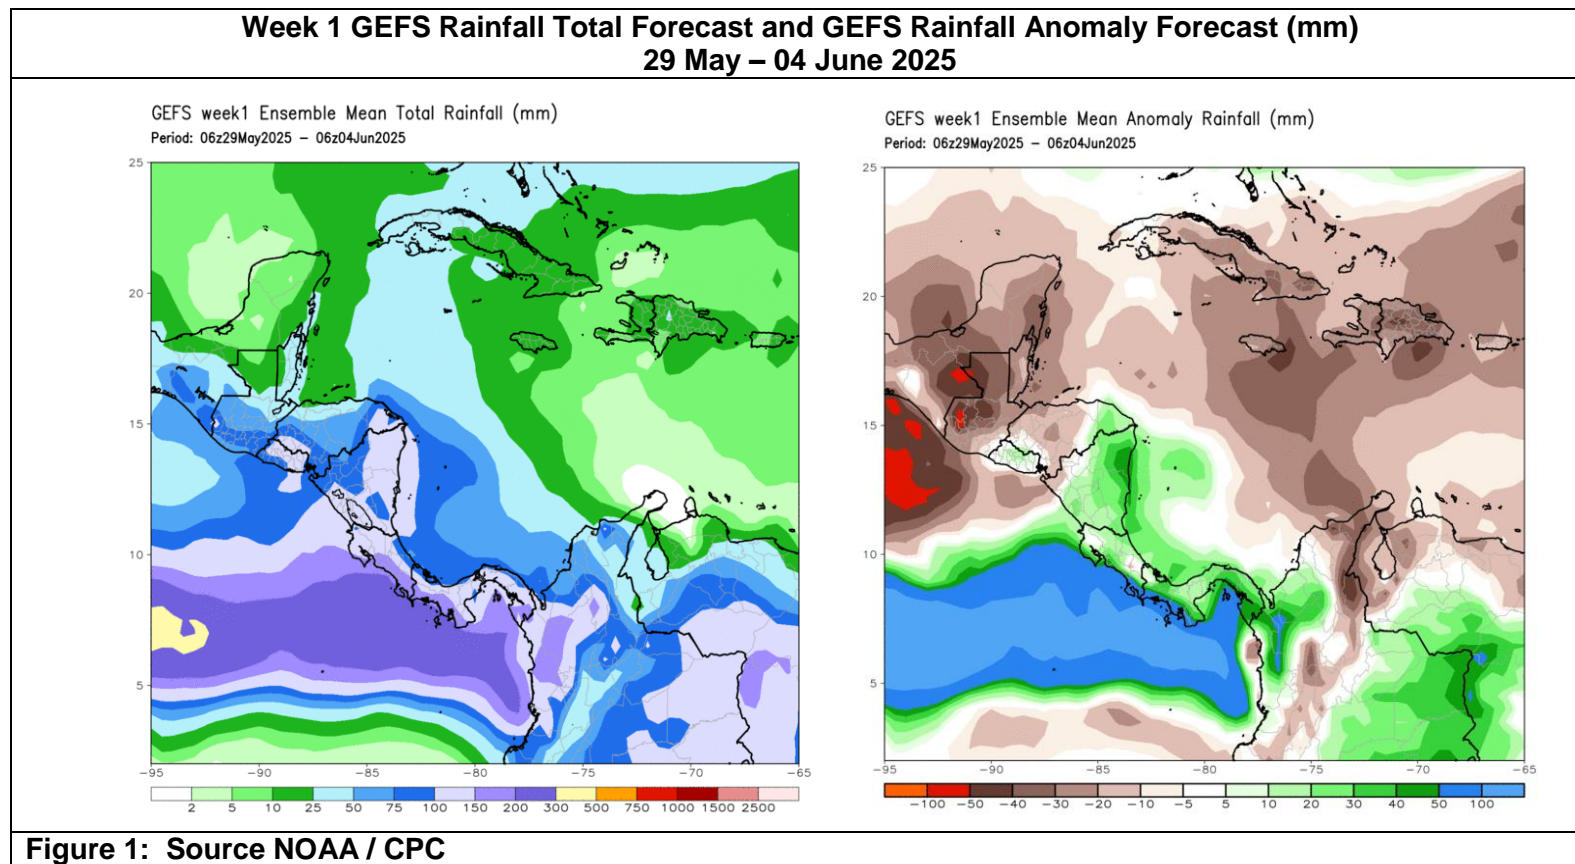 Week 1 GEFS Rainfall Total Forecast and GEFS Rainfall Anomaly Forecast (mm)
29 May – 04 June 2025
GEFS week1 Ensemble Mean Total Rainfall (mm)
Period: 06z29May2025 – 06z04Jun2025
25
20
15
10
5
−95 −90 −85 −80 −75 −70 −65
2 5 10 25 50 75 100 150 200 300 500 750 1000 1500 2500
GEFS week1 Ensemble Mean Anomaly Rainfall (mm)
Period: 06z29May2025 – 06z04Jun2025
25
20
15
10
5
−95 −90 −85 −80 −75 −70 −65
−100 −50 −40 −30 −20 −10 −5 5 10 20 30 40 50 100
Figure 1: Source NOAA / CPC